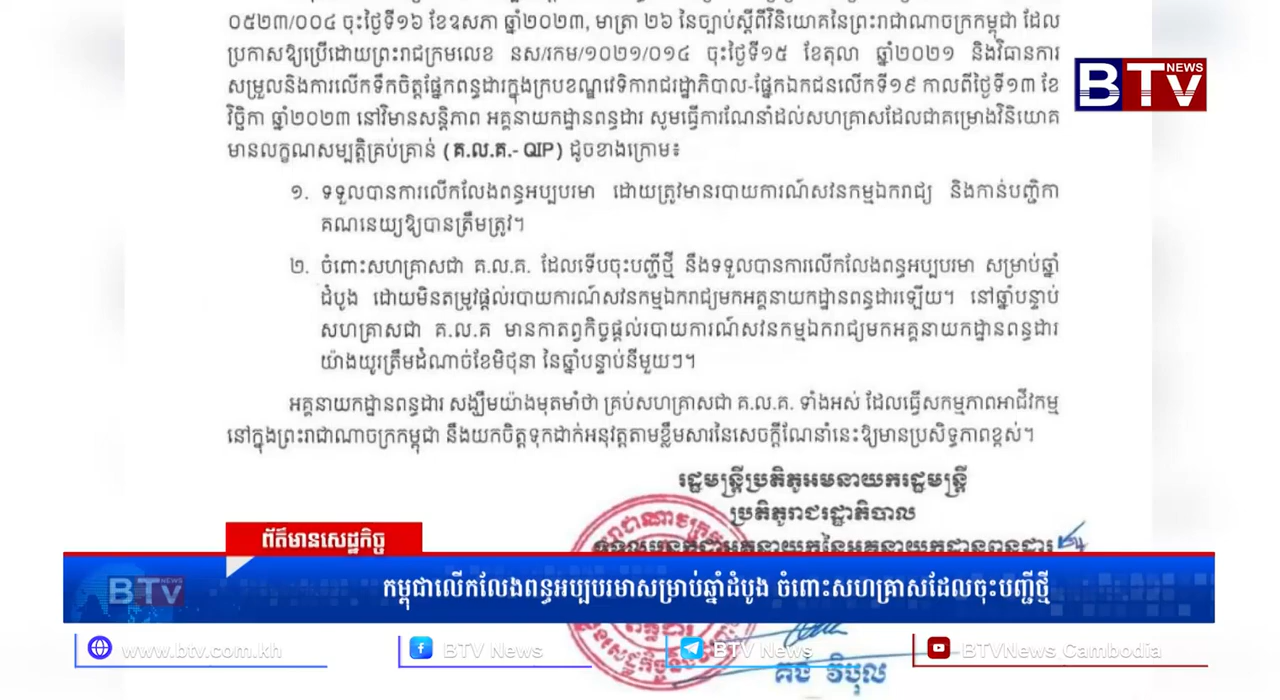 ០៥២៣/០០៤ ចុះថ្ងៃទី១៦ ខែឧសភា ឆ្នាំ២០២៣, មាត្រា ២៦ នៃច្បាប់ស្តីពីវិនិយោគនៃព្រះរាជាណាចក្រកម្ពុជា ដែល
ប្រកាសឱ្យប្រើដោយព្រះរាជក្រមលេខ នស/រកម/១០២១/០១៤ ចុះថ្ងៃទី១៥ ខែតុលា ឆ្នាំ២០២១ និងវិធានការ
សម្រួលនិងការលើកទឹកចិត្តផ្នែកពន្ធដារក្នុងក្របខណ្ឌវេទិការាជរដ្ឋាភិបាល-ផ្នែកឯកជនលើកទី១៩ កាលពីថ្ងៃទី១៣ ខែ
វិច្ឆិកា ឆ្នាំ២០២៣ នៅវិមានសន្តិភាព អគ្គនាយកដ្ឋានពន្ធដារ សូមធ្វើការណែនាំដល់សហគ្រាសដែលជាគម្រោងវិនិយោគ
មានលក្ខណសម្បត្តិគ្រប់គ្រាន់ (គ.ល.គ.- QIP) ដូចខាងក្រោម៖
១. ទទួលបានការលើកលែងពន្ធអប្បបរមា ដោយត្រូវមានរបាយការណ៍សវនកម្មឯករាជ្យ និងកាន់បញ្ជិកា
គណនេយ្យឱ្យបានត្រឹមត្រូវ។
២. ចំពោះសហគ្រាសជា គ.ល.គ. ដែលទើបចុះបញ្ជីថ្មី នឹងទទួលបានការលើកលែងពន្ធអប្បបរមា សម្រាប់ឆ្នាំ
ដំបូង ដោយមិនតម្រូវផ្តល់របាយការណ៍សវនកម្មឯករាជ្យមកអគ្គនាយកដ្ឋានពន្ធដារឡើយ។ នៅឆ្នាំបន្ទាប់
សហគ្រាសជា គ.ល.គ មានកាតព្វកិច្ចផ្តល់របាយការណ៍សវនកម្មឯករាជ្យមកអគ្គនាយកដ្ឋានពន្ធដារ
យ៉ាងយូរត្រឹមដំណាច់ខែមិថុនា នៃឆ្នាំបន្ទាប់នីមួយៗ។
អគ្គនាយកដ្ឋានពន្ធដារ សង្ឃឹមយ៉ាងមុតមាំថា គ្រប់សហគ្រាសជា គ.ល.គ. ទាំងអស់ ដែលធ្វើសកម្មភាពអាជីវកម្ម
នៅក្នុងព្រះរាជាណាចក្រកម្ពុជា នឹងយកចិត្តទុកដាក់អនុវត្តតាមខ្លឹមសារនៃសេចក្តីណែនាំនេះឱ្យមានប្រសិទ្ធភាពខ្ពស់។
រដ្ឋមន្ត្រីប្រតិភូអមនាយករដ្ឋមន្ត្រី
ប្រតិភូរាជរដ្ឋាភិបាល
គង់ វិបុល
BTV NEWS
ព័ត៌មានសេដ្ឋកិច្ច
BTV NEWS
កម្ពុជាលើកលែងពន្ធអប្បបរមាសម្រាប់ឆ្នាំដំបូង ចំពោះសហគ្រាសដែលចុះបញ្ជីថ្មី
www.btv.com.kh
BTV News
BTV News
BTVNews Cambodia